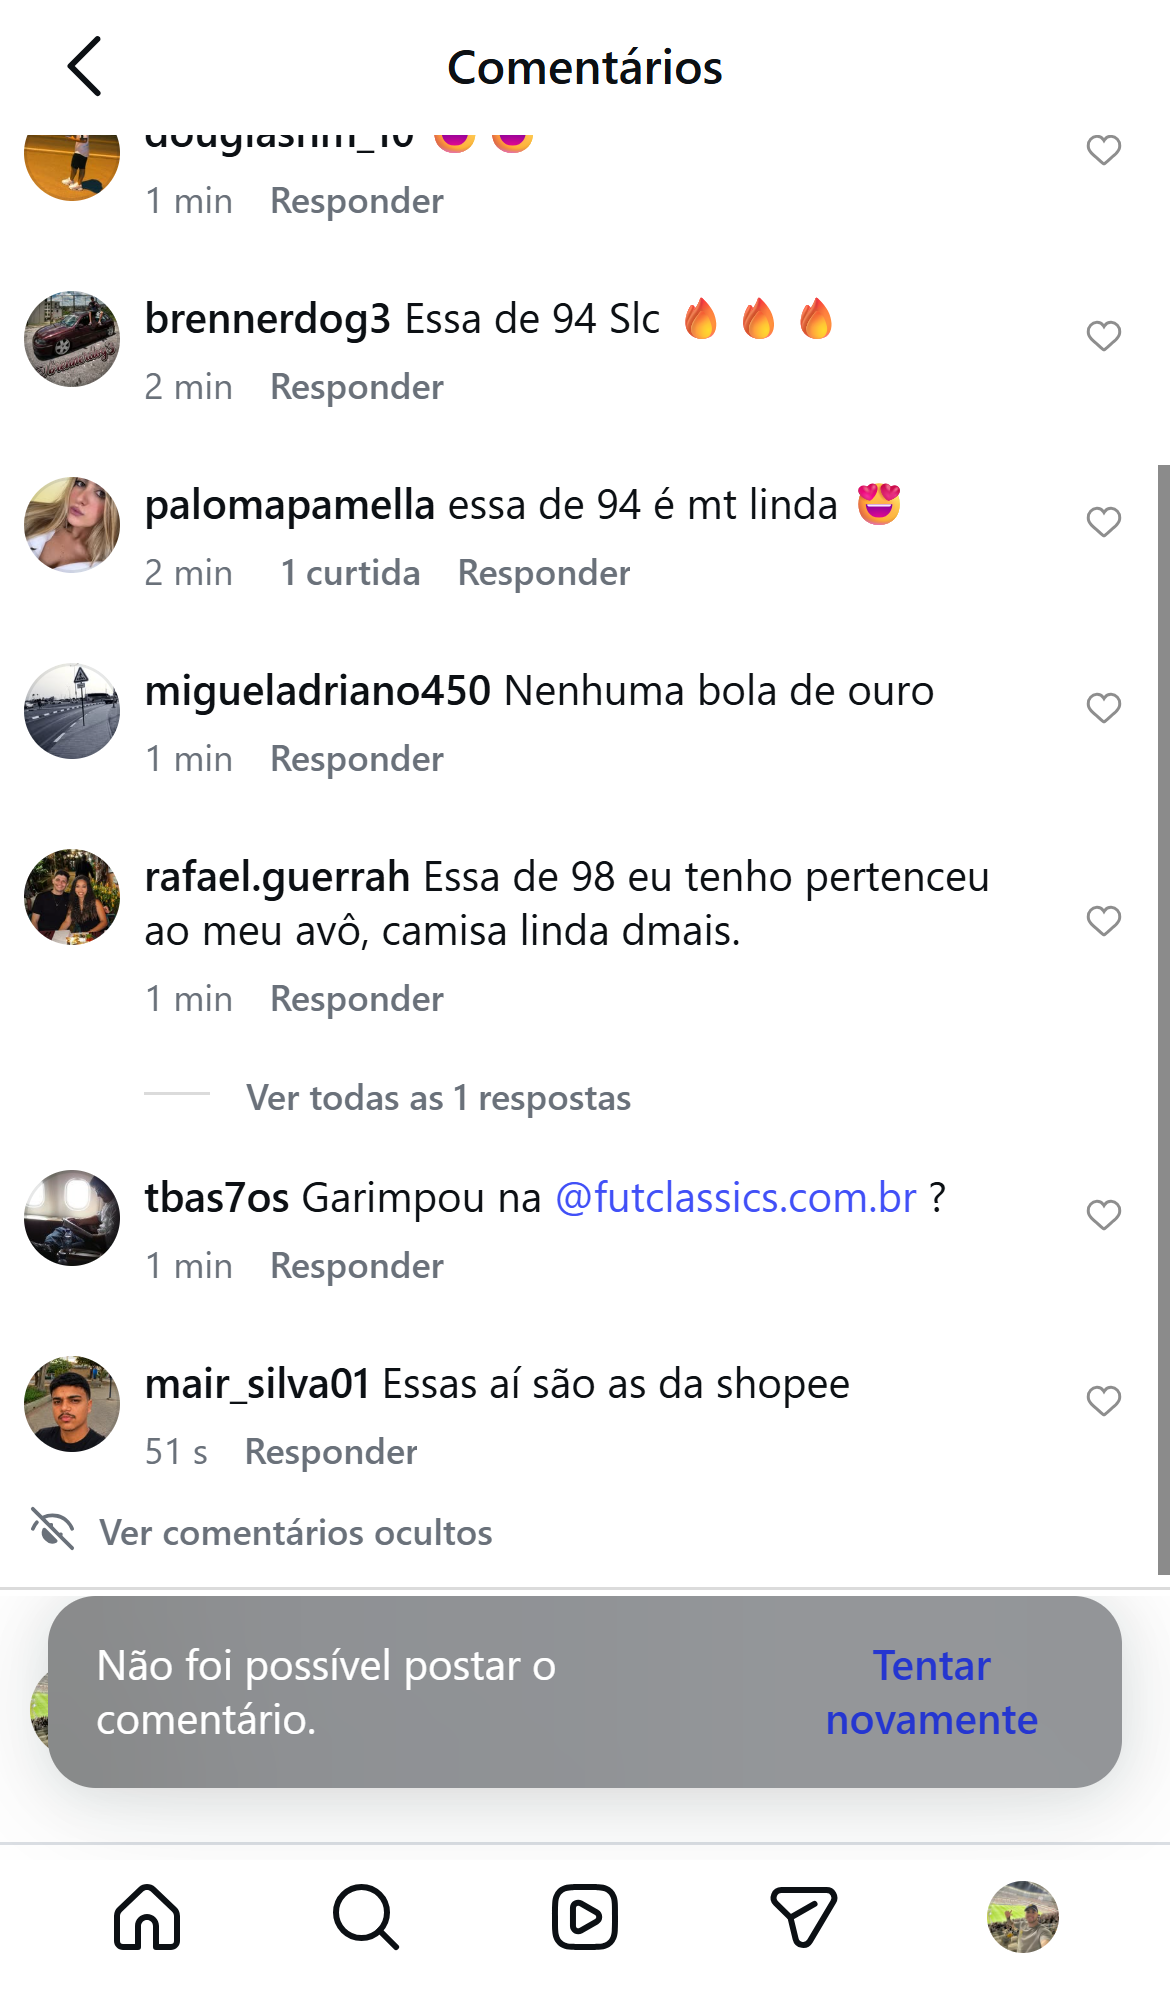 Comentários
1 min Responder
brennerdog3 Essa de 94 Slc 🔥 🔥 🔥
2 min Responder
palomapamella essa de 94 é mt linda 😍
2 min 1 curtida Responder
migueladriano450 Nenhuma bola de ouro
1 min Responder
rafael.guerrah Essa de 98 eu tenho pertenceu
ao meu avô, camisa linda dmais.
1 min Responder
Ver todas as 1 respostas
tbas7os Garimpou na @futclassics.com.br ?
1 min Responder
mair_silva01 Essas aí são as da shopee
51 s Responder
Ver comentários ocultos
Não foi possível postar o
comentário.
Tentar
novamente